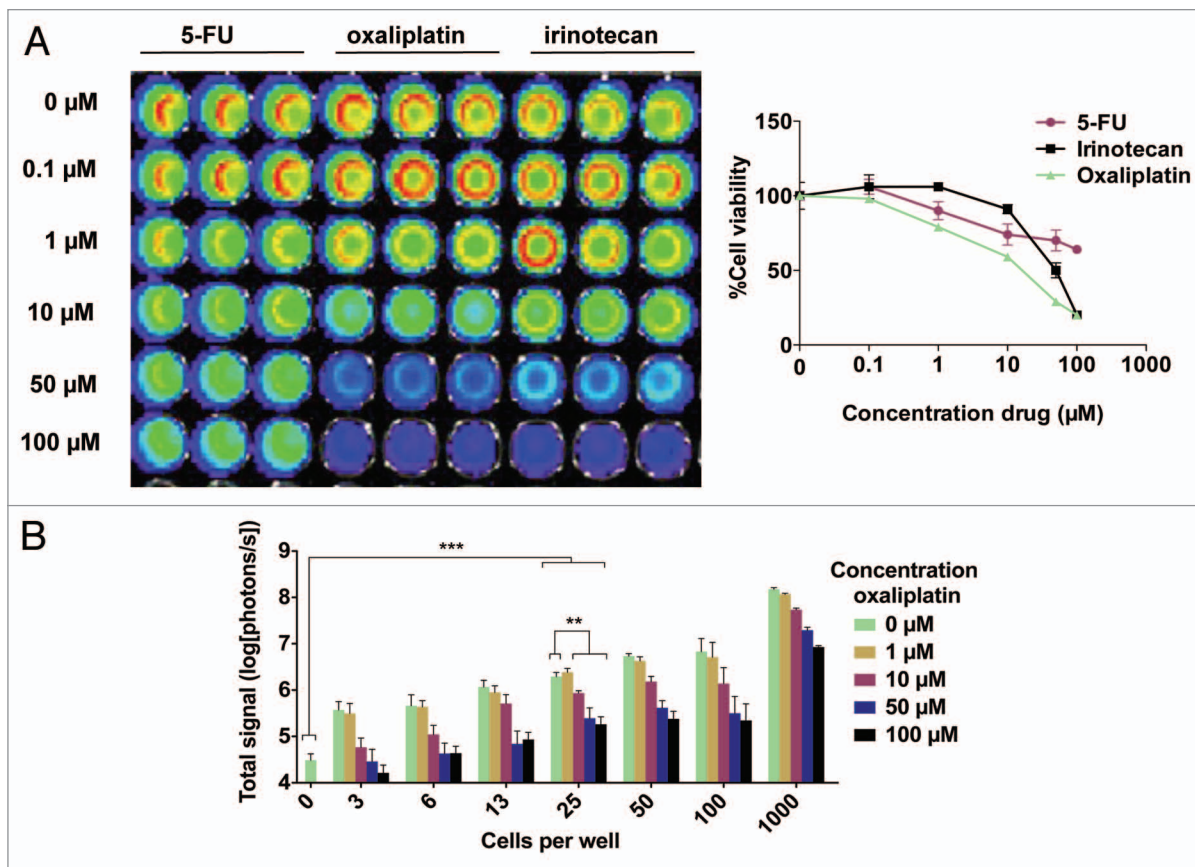 A
5-FU oxaliplatin irinotecan
0 µM
0.1 µM
1 µM
10 µM
50 µM
100 µM
150
100
50
0
0 0.1 1 10 100 1000
%Cell viability
Concentration drug (µM)
5-FU
Irinotecan
Oxaliplatin
B
Total signal (log[photons/s])
9
8
7
6
5
4
***
**
0 3 6 13 25 50 100 1000
Cells per well
Concentration
oxaliplatin
0 µM
1 µM
10 µM
50 µM
100 µM